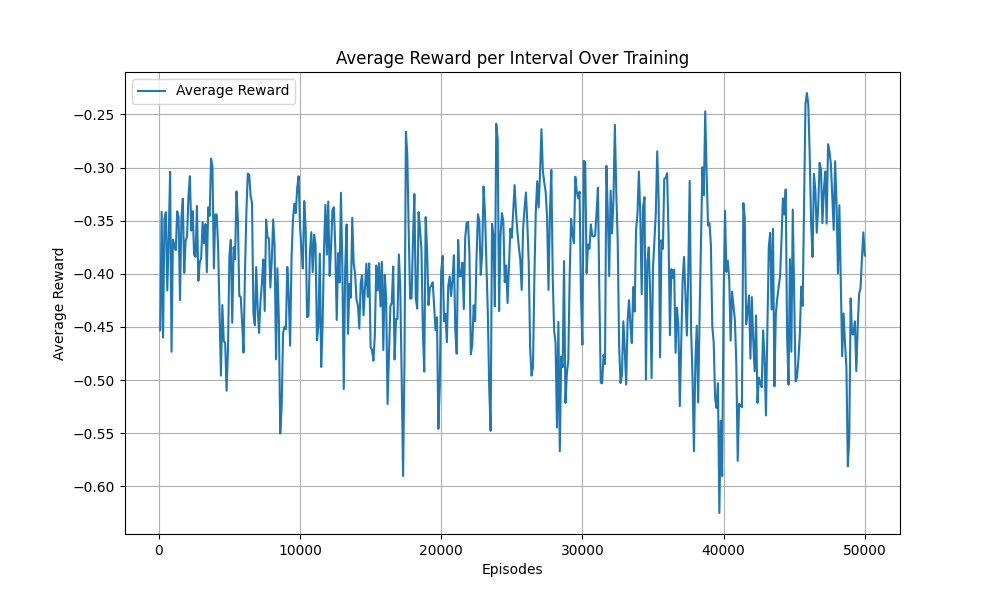 Average Reward per Interval Over Training
Average Reward
−0.25
−0.30
−0.35
−0.40
−0.45
−0.50
−0.55
−0.60
Average Reward
0 10000 20000 30000 40000 50000
Episodes